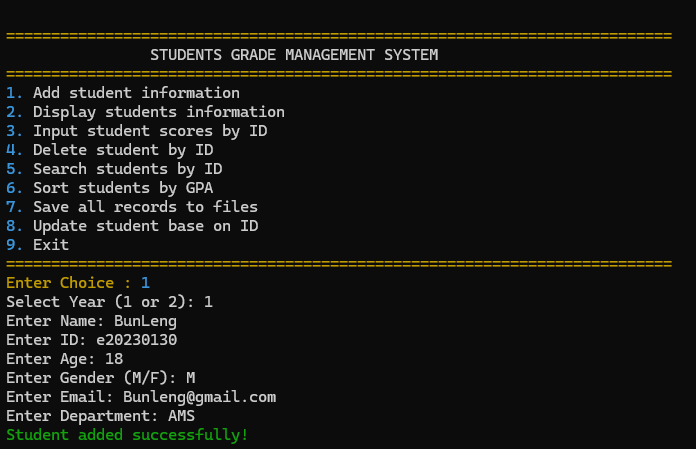 ==========================================================================
STUDENTS GRADE MANAGEMENT SYSTEM
==========================================================================
1. Add student information
2. Display students information
3. Input student scores by ID
4. Delete student by ID
5. Search students by ID
6. Sort students by GPA
7. Save all records to files
8. Update student base on ID
9. Exit
==========================================================================
Enter Choice : 1
Select Year (1 or 2): 1
Enter Name: BunLeng
Enter ID: e20230130
Enter Age: 18
Enter Gender (M/F): M
Enter Email: Bunleng@gmail.com
Enter Department: AMS
Student added successfully!